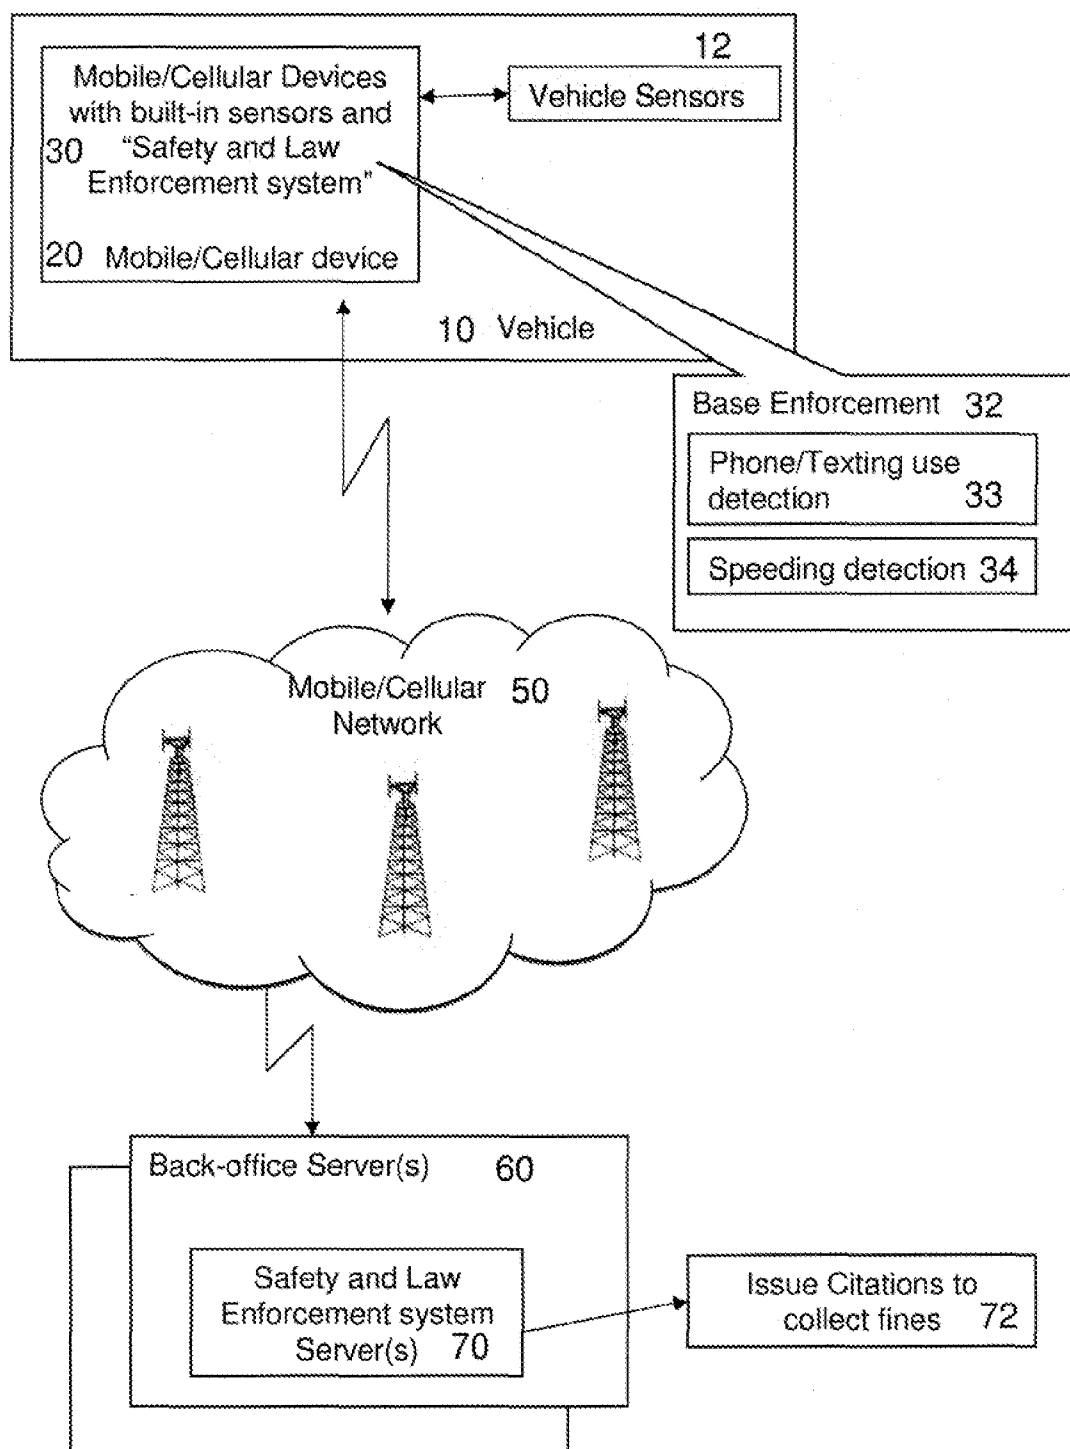 12
Mobile/Cellular Devices
with built-in sensors and
30 "Safety and Law
Enforcement system"
20 Mobile/Cellular device
Vehicle Sensors
10 Vehicle
Base Enforcement 32
Phone/Texting use
detection 33
Speeding detection 34
Mobile/Cellular 50
Network
Back-office Server(s) 60
Safety and Law
Enforcement system
Server(s) 70
Issue Citations to
collect fines 72